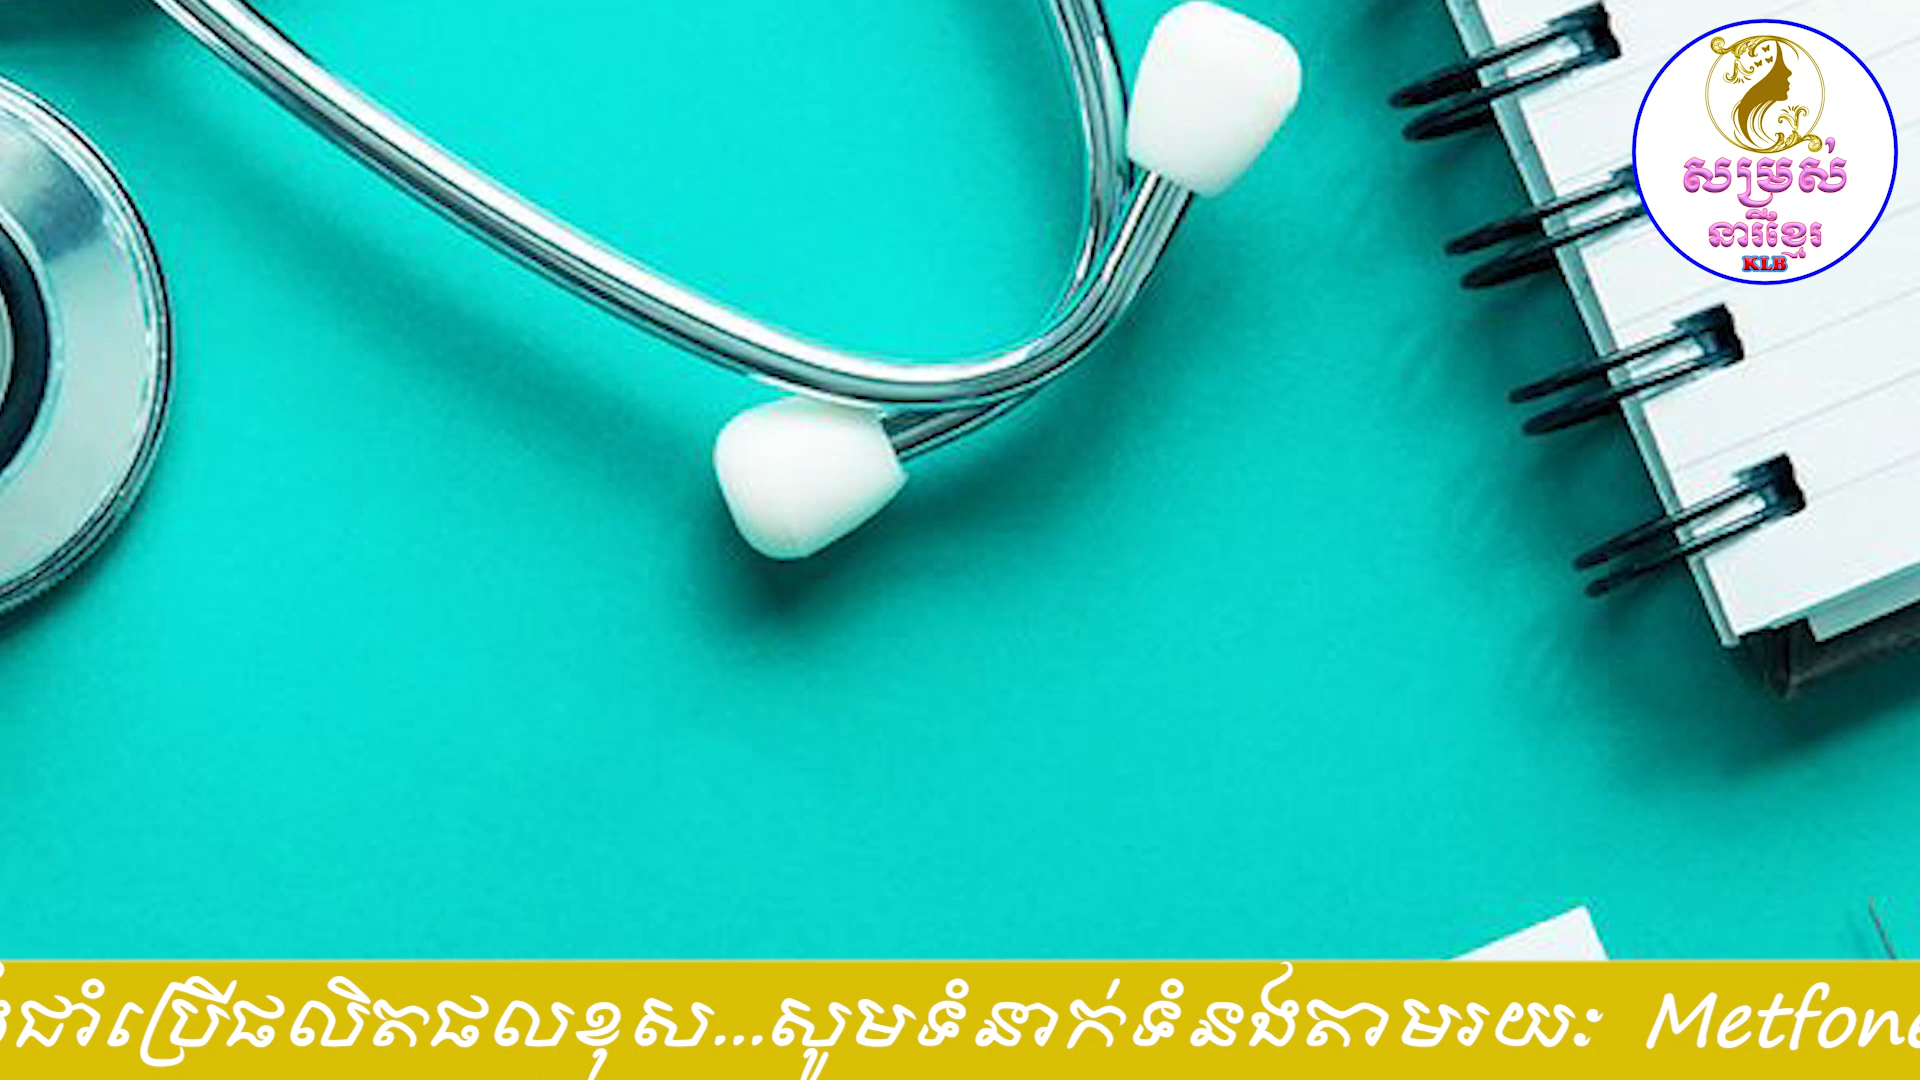 សម្រស់
នារីខ្មែរ
KLB
ជាំប្រើផលិតផលខុស...សូមទំនាក់ទំនងតាមរយៈ Metfone